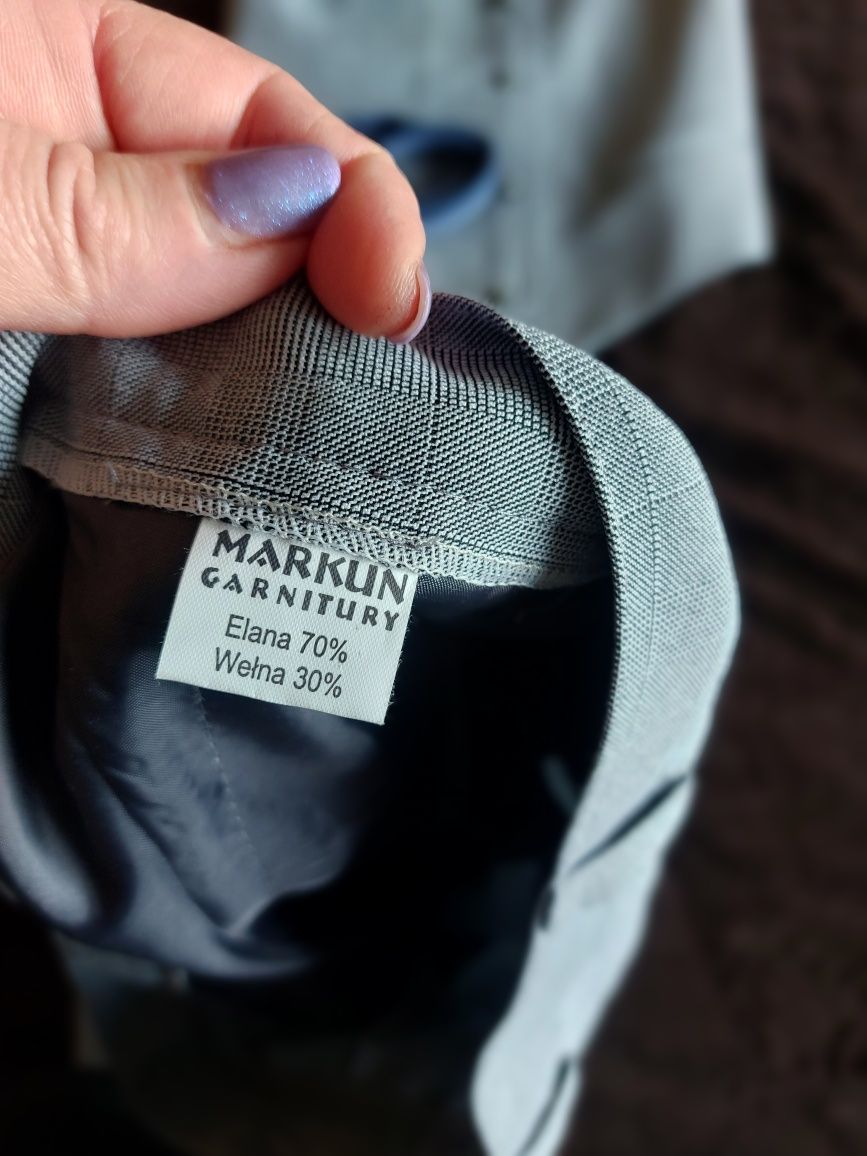 MARKUN
GARNITURY
Elana 70%
Wełna 30%